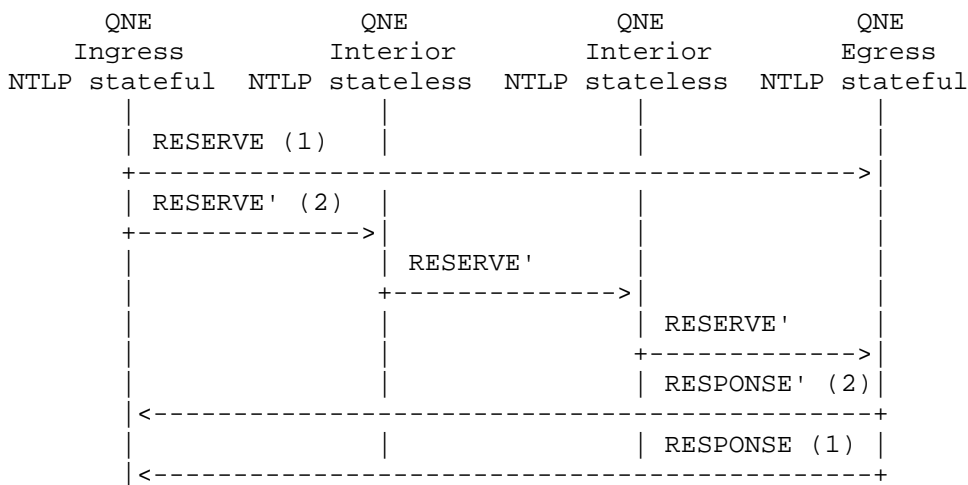 QNE QNE QNE QNE
Ingress Interior Interior Egress
NTLP stateful NTLP stateless NTLP stateless NTLP stateful
RESERVE (1)
RESERVE' (2)
RESERVE'
RESERVE'
RESPONSE' (2)
RESPONSE (1)